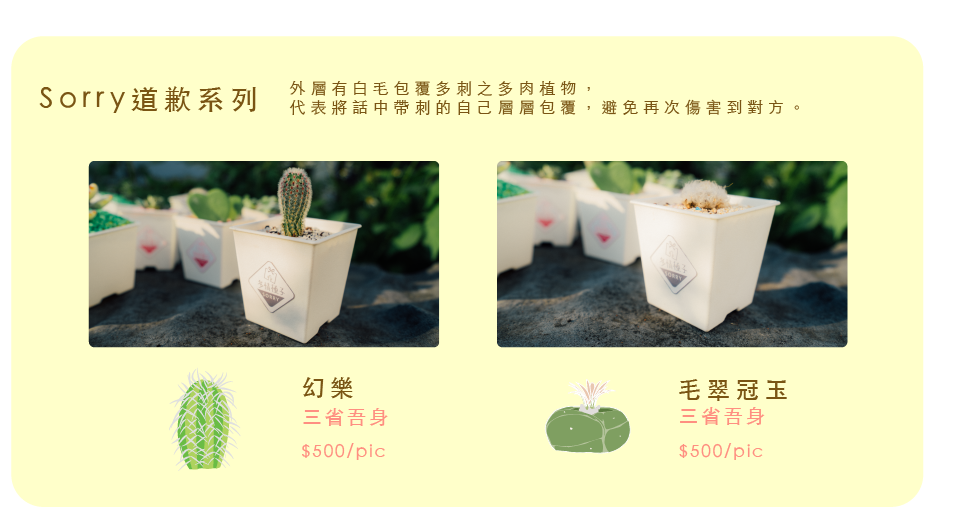 Sorry道歉系列
外層有白毛包覆多刺之多肉植物，
代表將話中帶刺的自己層層包覆，避免再次傷害到對方。
SORRY
幻樂
三省吾身
$500/pic
毛翠冠玉
三省吾身
$500/pic